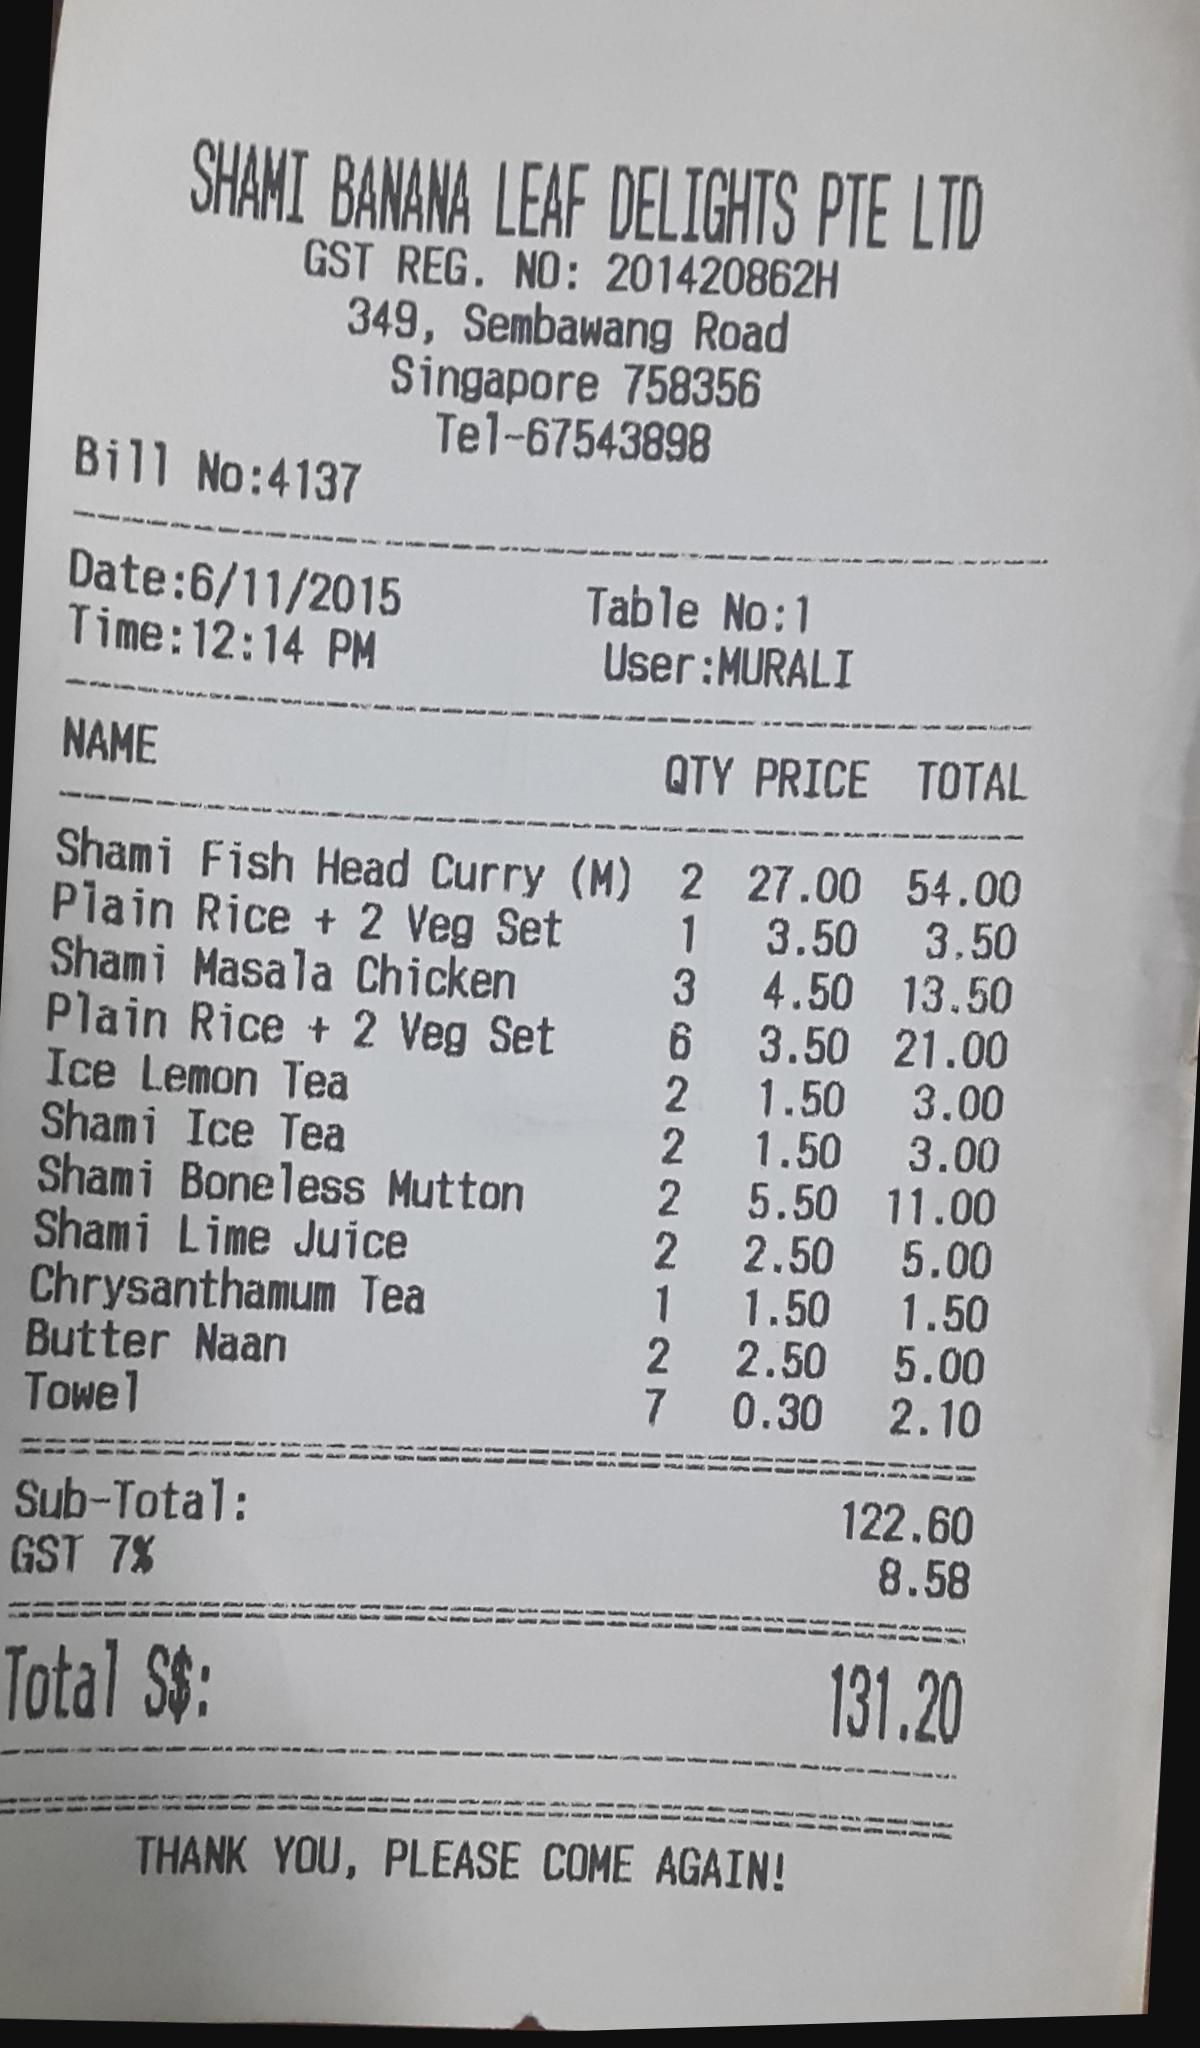 SHAMI BANANA LEAF DELIGHTS PTE LTD
GST REG. NO: 201420862H
349, Sembawang Road
Singapore 758356
Tel-67543898
Bill No:4137
Date:6/11/2015 Table No:1
Time:12:14 PM User:MURALI
NAME QTY PRICE TOTAL
Shami Fish Head Curry (M) 2 27.00 54.00
Plain Rice + 2 Veg Set 1 3.50 3.50
Shami Masala Chicken 3 4.50 13.50
Plain Rice + 2 Veg Set 6 3.50 21.00
Ice Lemon Tea 2 1.50 3.00
Shami Ice Tea 2 1.50 3.00
Shami Boneless Mutton 2 5.50 11.00
Shami Lime Juice 2 2.50 5.00
Chrysanthamum Tea 1 1.50 1.50
Butter Naan 2 2.50 5.00
Towel 7 0.30 2.10
Sub-Total: 122.60
GST 7% 8.58
Total S$: 131.20
THANK YOU, PLEASE COME AGAIN!